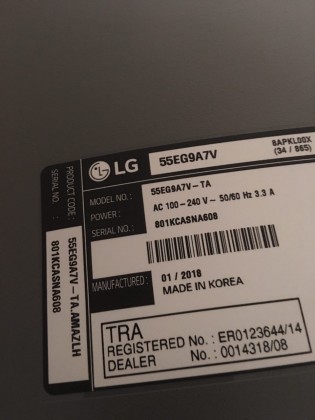 LG 55EG9A7V
8APKL00X
(34 / 865)
MODEL NO.: 55EG9A7V-TA
POWER: AC 100-240 V~ 50/60 Hz 3.3 A
SERIAL NO.: 801KCASNA608
MANUFACTURED: 01 / 2018
MADE IN KOREA
TRA
REGISTERED No.: ER0123644/14
DEALER No.: 0014318/08
PRODUCT CODE: 55EG9A7V-TA.AMAZLH
SERIAL NO.: 801KCASNA608